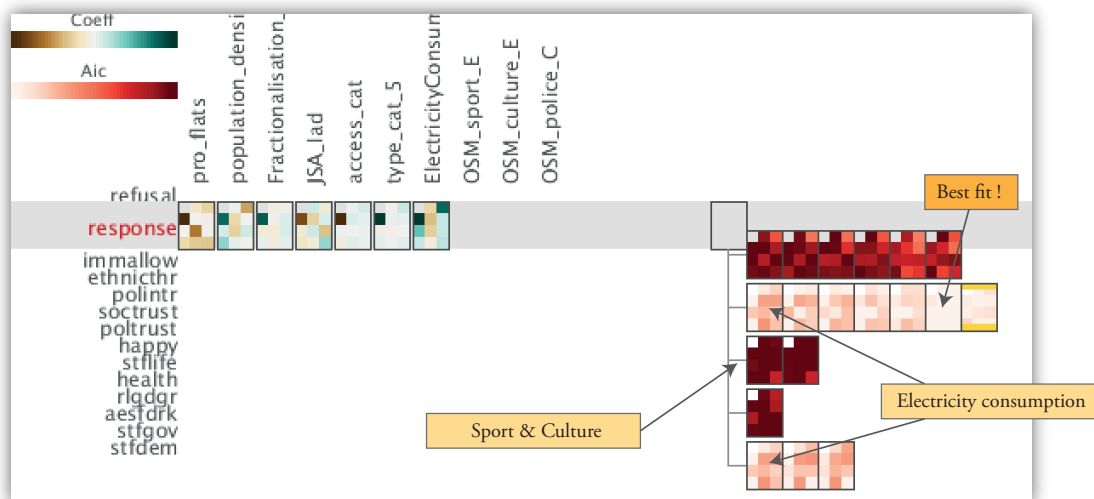 Coeff
Aic
pro_flats
population_densi
Fractionalisation_
JSA_lad
access_cat
type_cat_5
ElectricityConsum
OSM_sport_E
OSM_culture_E
OSM_police_C
refusal
response
immallow
ethnicthr
polintr
soctrust
poltrust
happy
stflife
health
rlgdgr
aesfdrk
stfgov
stfdem
Best fit !
Electricity consumption
Sport & Culture